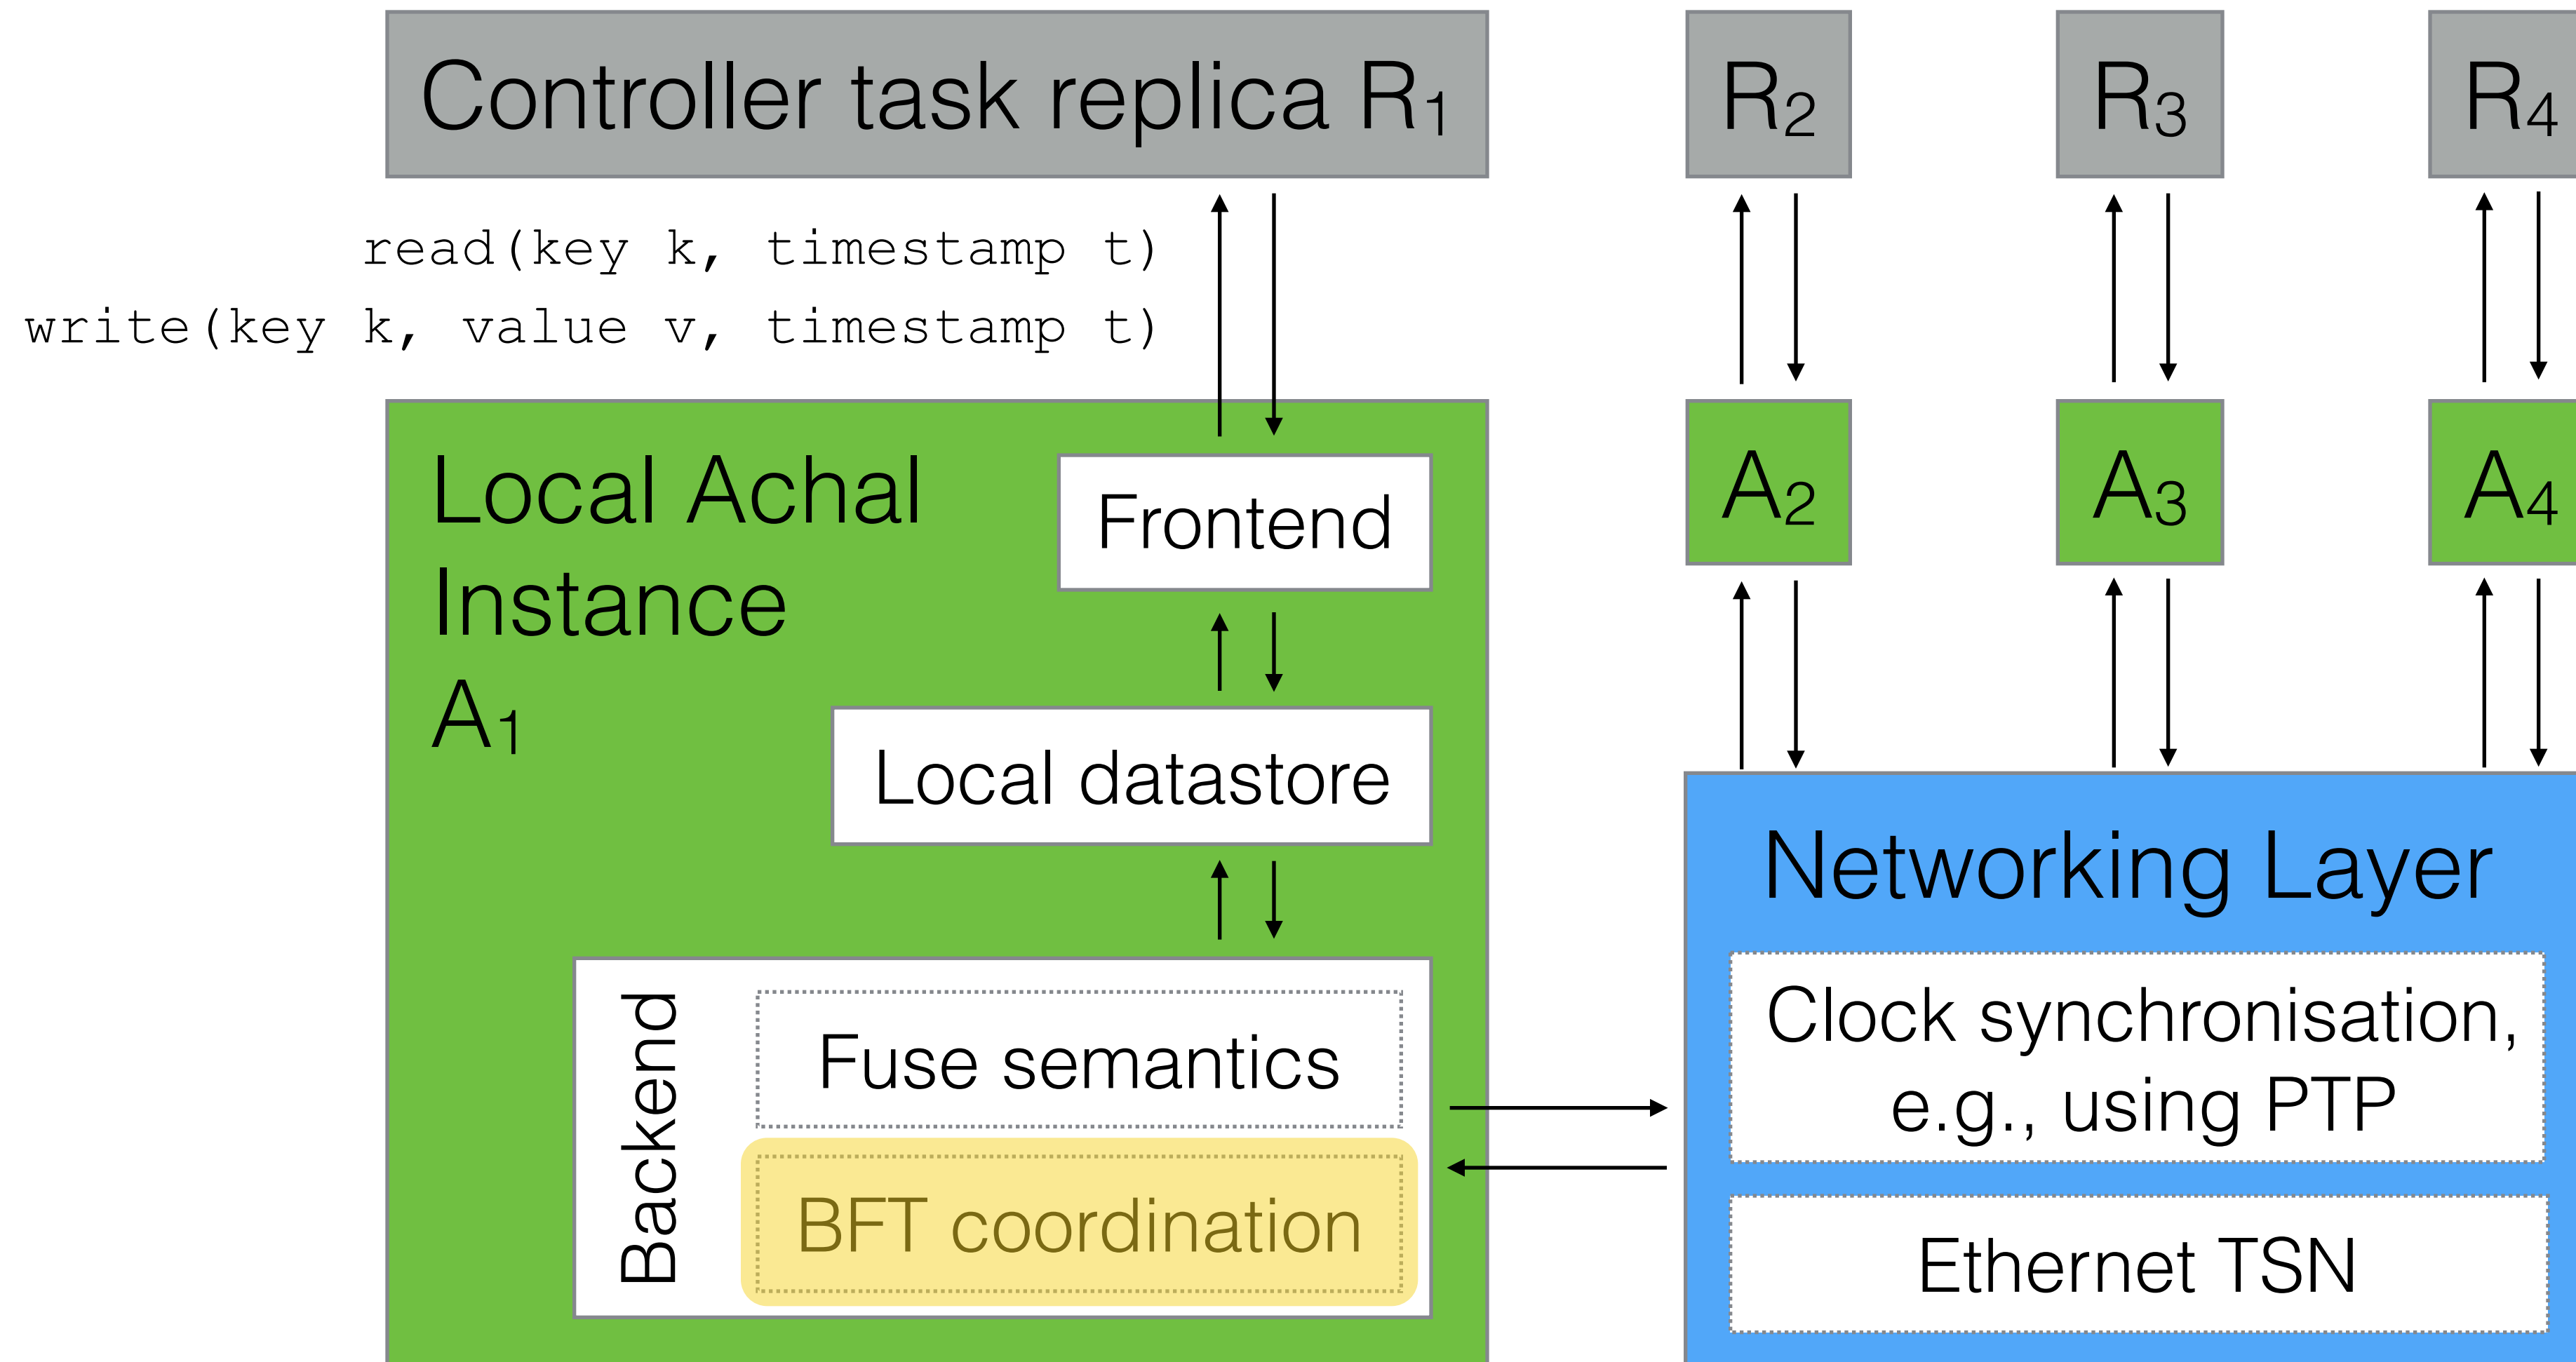 Controller task replica R1
R2
R3
R4
read(key k, timestamp t)
write(key k, value v, timestamp t)
Local Achal
Instance
A1
Frontend
Local datastore
Backend
Fuse semantics
BFT coordination
A2
A3
A4
Networking Layer
Clock synchronisation,
e.g., using PTP
Ethernet TSN